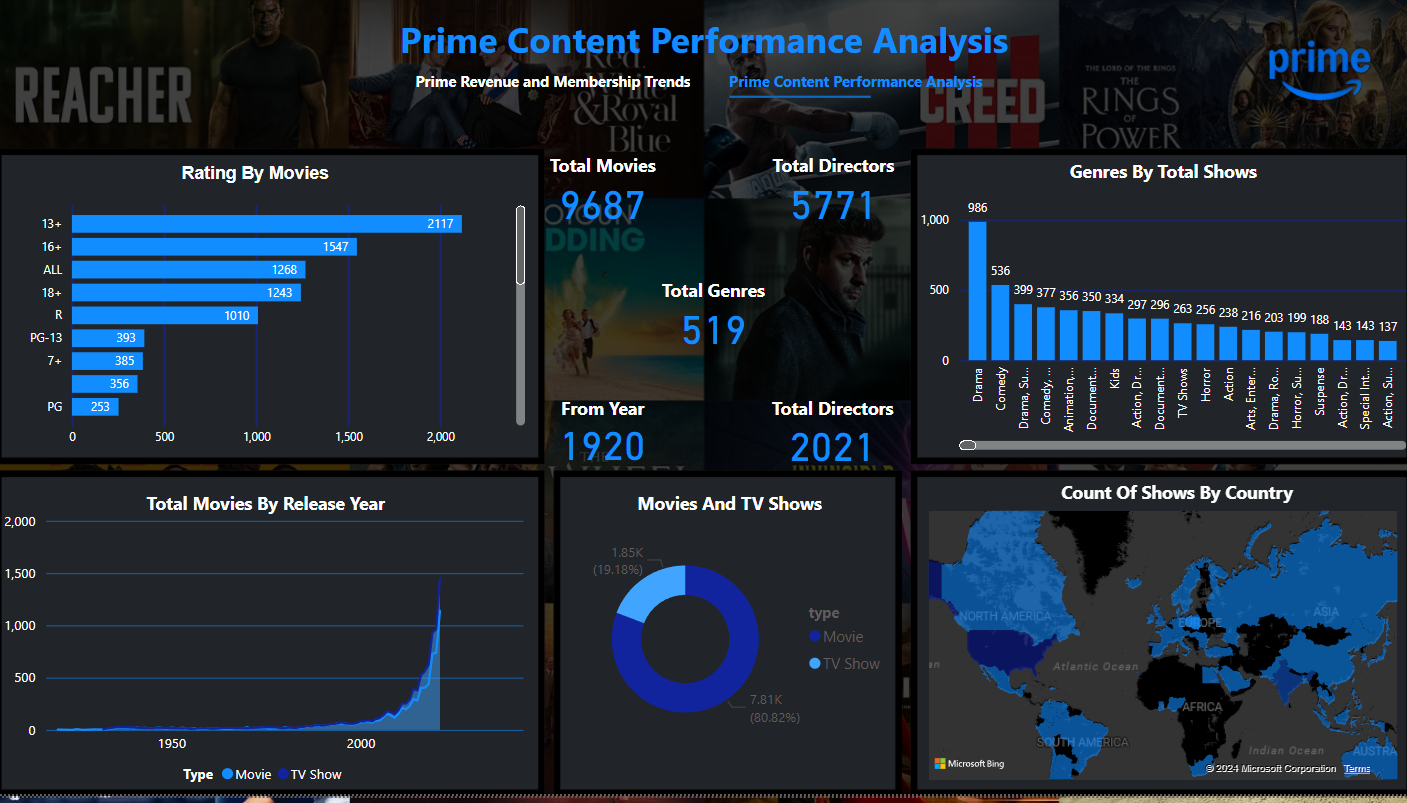 Prime Content Performance Analysis
Prime Revenue and Membership Trends
Prime Content Performance Analysis
prime
REACHER
Red,
White
& Royal
Blue
CREED
III
THE LORD OF THE RINGS
THE
RINGS
OF
POWER
Rating By Movies
13+ 2117
16+ 1547
ALL 1268
18+ 1243
R 1010
PG-13 393
7+ 385
356
PG 253
0 500 1,000 1,500 2,000
Total Movies
9687
Total Directors
5771
Total Genres
519
From Year
1920
Total Directors
2021
Genres By Total Shows
1,000
500
0
986 536 399 377 356 350 334 297 296 263 256 238 216 203 199 188 143 143 137
Drama
Comedy
Drama, Su...
Comedy, ...
Animation,...
Document...
Kids
Action, Dr...
Document...
TV Shows
Horror
Action
Arts, Enter...
Drama, Ro...
Horror, Su...
Suspense
Action, Dr...
Special Int...
Action, Su...
Total Movies By Release Year
2,000
1,500
1,000
500
0
1950 2000
Type Movie TV Show
Movies And TV Shows
1.85K
(19.18%)
7.81K
(80.82%)
type
Movie
TV Show
Count Of Shows By Country
NORTH AMERICA
EUROPE
ASIA
Atlantic Ocean
AFRICA
SOUTH AMERICA
Indian Ocean
AUSTRA
Microsoft Bing
© 2024 Microsoft Corporation Terms